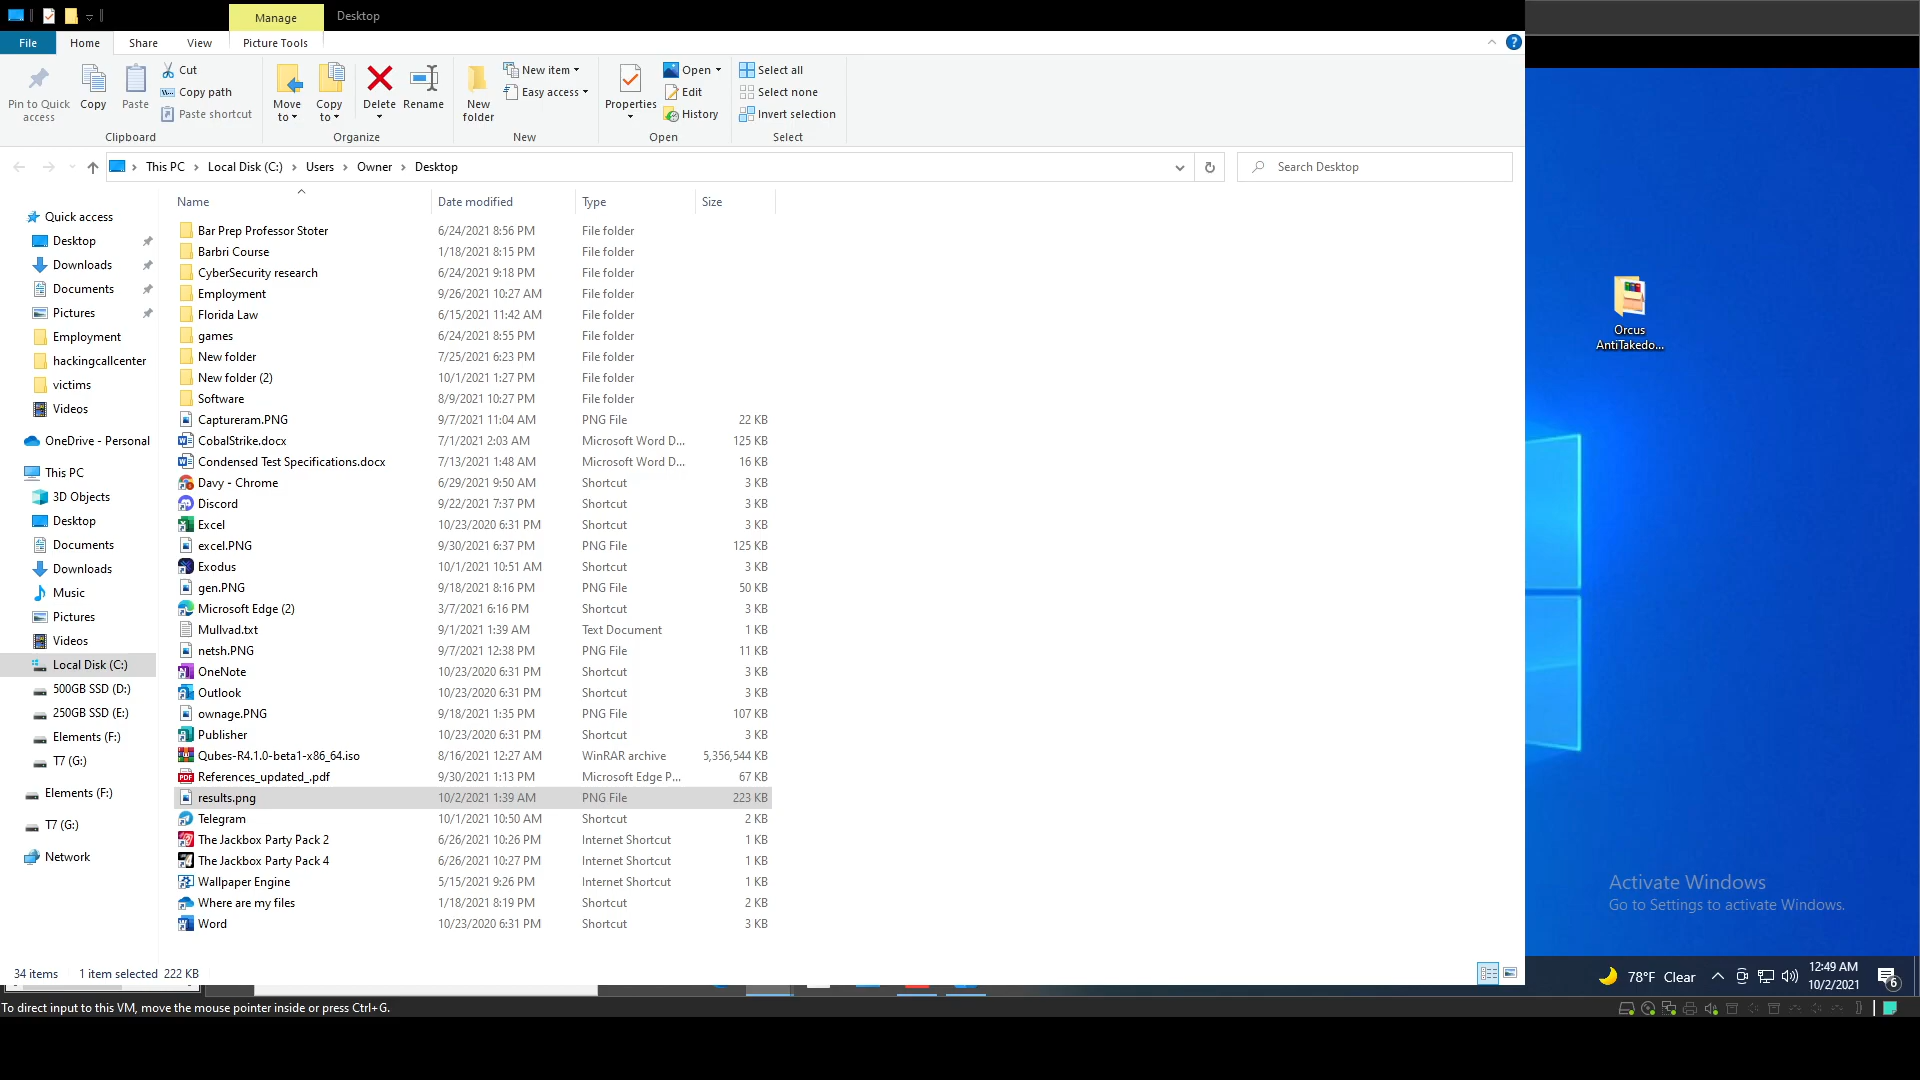 Manage Desktop
File Home Share View Picture Tools
Pin to Quick access
Copy
Paste
Cut
Copy path
Paste shortcut
Clipboard
Move to
Copy to
Delete
Rename
Organize
New folder
New item
Easy access
New
Properties
Open
Edit
History
Open
Select all
Select none
Invert selection
Select
This PC > Local Disk (C:) > Users > Owner > Desktop
Search Desktop
Quick access
Desktop
Downloads
Documents
Pictures
Employment
hackingcallcenter
victims
Videos
OneDrive - Personal
This PC
3D Objects
Desktop
Documents
Downloads
Music
Pictures
Videos
Local Disk (C:)
500GB SSD (D:)
250GB SSD (E:)
Elements (F:)
T7 (G:)
Elements (F:)
T7 (G:)
Network
Name Date modified Type Size
Bar Prep Professor Stoter 6/24/2021 8:56 PM File folder
Barbri Course 1/18/2021 8:15 PM File folder
CyberSecurity research 6/24/2021 9:18 PM File folder
Employment 9/26/2021 10:27 AM File folder
Florida Law 6/15/2021 11:42 AM File folder
games 6/24/2021 8:55 PM File folder
New folder 7/25/2021 6:23 PM File folder
New folder (2) 10/1/2021 1:27 PM File folder
Software 8/9/2021 10:27 PM File folder
Captureram.PNG 9/7/2021 11:04 AM PNG File 22 KB
CobalStrike.docx 7/1/2021 2:03 AM Microsoft Word D... 125 KB
Condensed Test Specifications.docx 7/13/2021 1:48 AM Microsoft Word D... 16 KB
Davy - Chrome 6/29/2021 9:50 AM Shortcut 3 KB
Discord 9/22/2021 7:37 PM Shortcut 3 KB
Excel 10/23/2020 6:31 PM Shortcut 3 KB
excel.PNG 9/30/2021 6:37 PM PNG File 125 KB
Exodus 10/1/2021 10:51 AM Shortcut 3 KB
gen.PNG 9/18/2021 8:16 PM PNG File 50 KB
Microsoft Edge (2) 3/7/2021 6:16 PM Shortcut 3 KB
Mullvad.txt 9/1/2021 1:39 AM Text Document 1 KB
netsh.PNG 9/7/2021 12:38 PM PNG File 11 KB
OneNote 10/23/2020 6:31 PM Shortcut 3 KB
Outlook 10/23/2020 6:31 PM Shortcut 3 KB
ownage.PNG 9/18/2021 1:35 PM PNG File 107 KB
Publisher 10/23/2020 6:31 PM Shortcut 3 KB
Qubes-R4.1.0-beta1-x86_64.iso 8/16/2021 12:27 AM WinRAR archive 5,356,544 KB
References_updated_.pdf 9/30/2021 1:13 PM Microsoft Edge P... 67 KB
results.png 10/2/2021 1:39 AM PNG File 223 KB
Telegram 10/1/2021 10:50 AM Shortcut 2 KB
The Jackbox Party Pack 2 6/26/2021 10:26 PM Internet Shortcut 1 KB
The Jackbox Party Pack 4 6/26/2021 10:27 PM Internet Shortcut 1 KB
Wallpaper Engine 5/15/2021 9:26 PM Internet Shortcut 1 KB
Where are my files 1/18/2021 8:19 PM Shortcut 2 KB
Word 10/23/2020 6:31 PM Shortcut 3 KB
34 items 1 item selected 222 KB
Orcus
AntiTakedo...
Activate Windows
Go to Settings to activate Windows.
78°F Clear
12:49 AM
10/2/2021
6
To direct input to this VM, move the mouse pointer inside or press Ctrl+G.